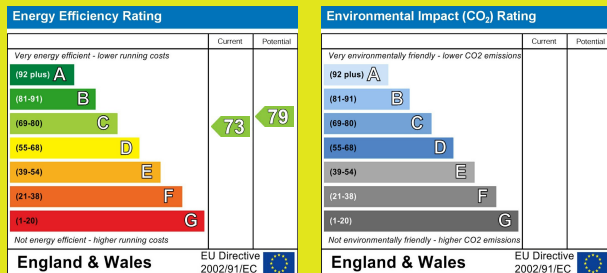 Energy Efficiency Rating
Current Potential
Very energy efficient - lower running costs
(92 plus) A
(81-91) B
(69-80) C
73 79
(55-68) D
(39-54) E
(21-38) F
(1-20) G
Not energy efficient - higher running costs
England & Wales
EU Directive
2002/91/EC
Environmental Impact (CO₂) Rating
Current Potential
Very environmentally friendly - lower CO2 emissions
(92 plus) A
(81-91) B
(69-80) C
(55-68) D
(39-54) E
(21-38) F
(1-20) G
Not environmentally friendly - higher CO2 emissions
England & Wales
EU Directive
2002/91/EC